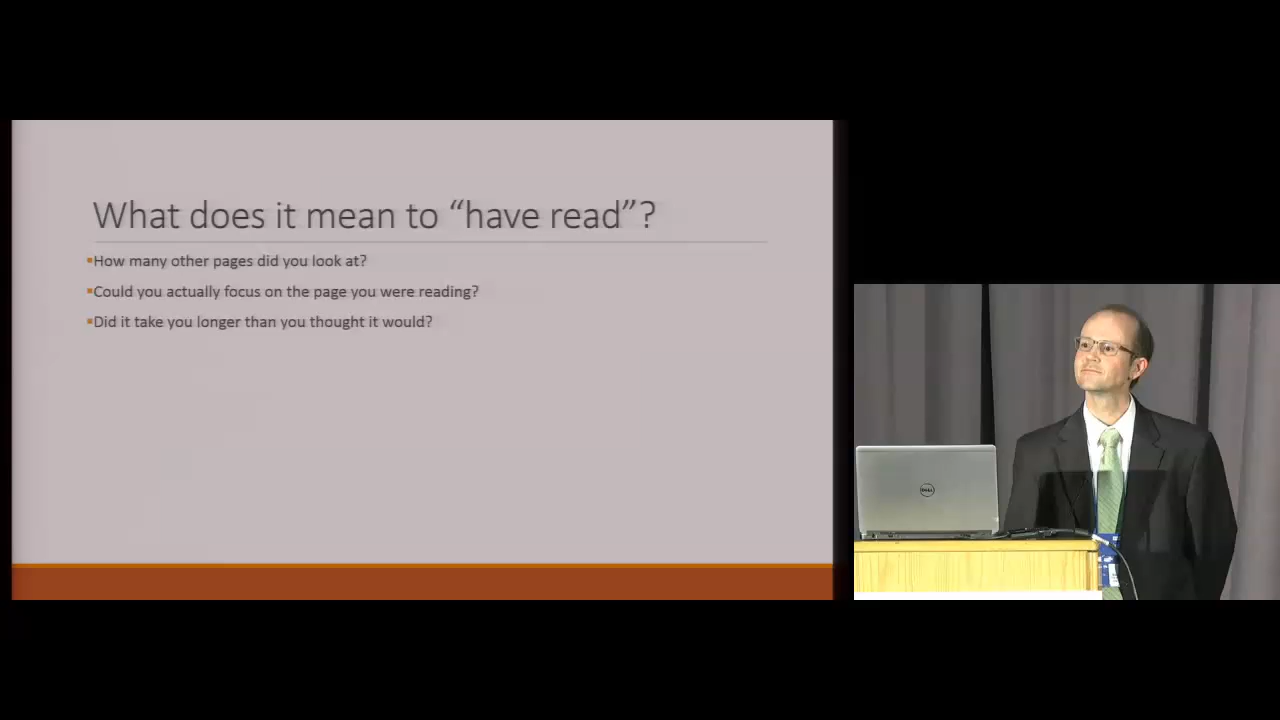 What does it mean to “have read”?
▪How many other pages did you look at?
▪Could you actually focus on the page you were reading?
▪Did it take you longer than you thought it would?
DELL